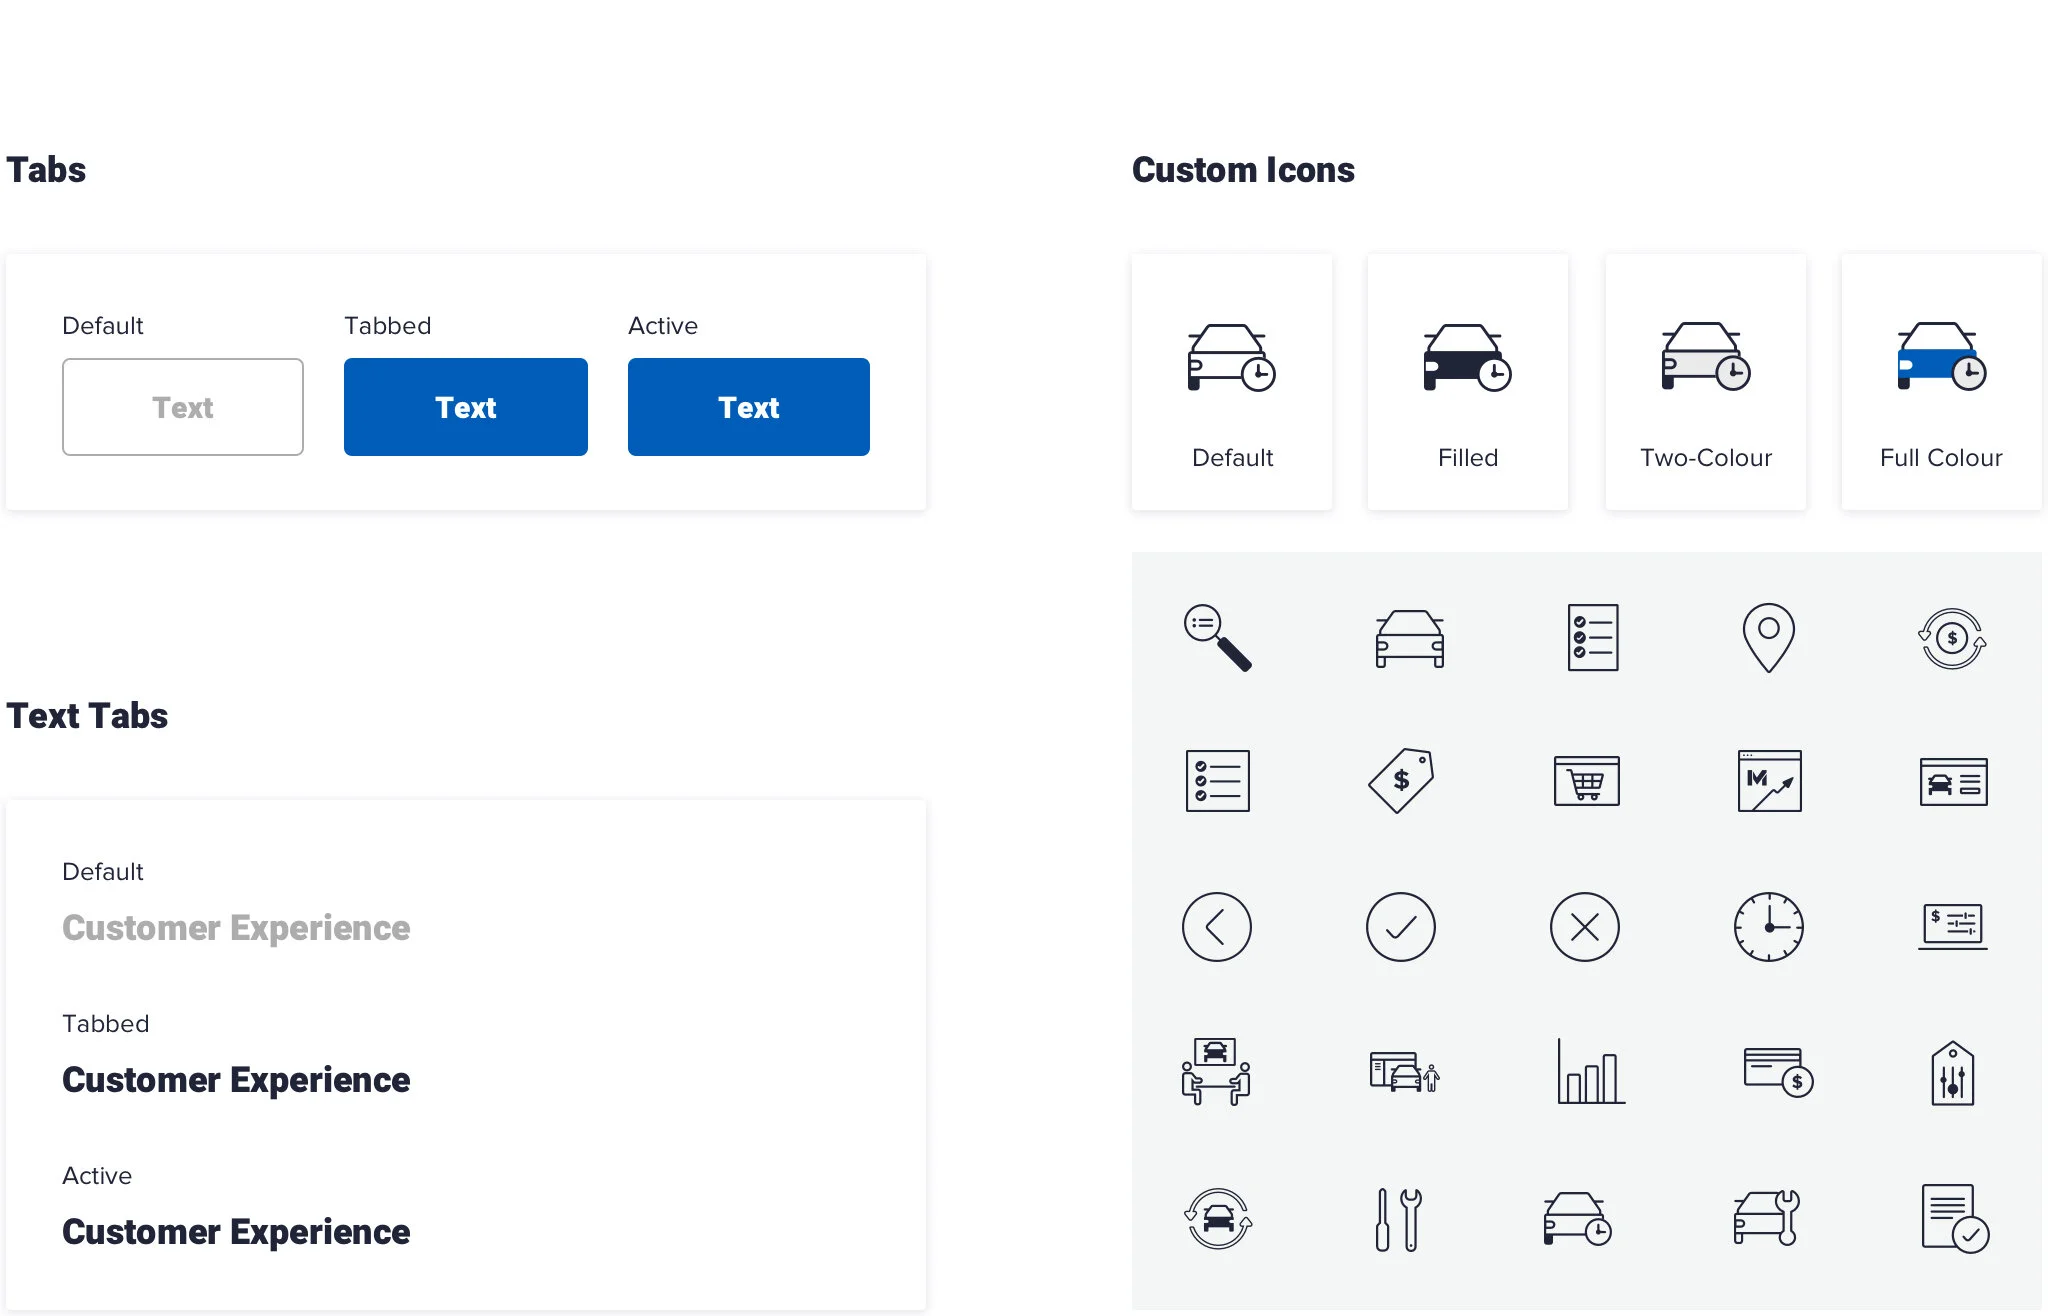 Tabs
Default
Tabbed
Active
Text
Text
Text
Text Tabs
Default
Customer Experience
Tabbed
Customer Experience
Active
Customer Experience
Custom Icons
Default
Filled
Two-Colour
Full Colour
$
$
M
$
$